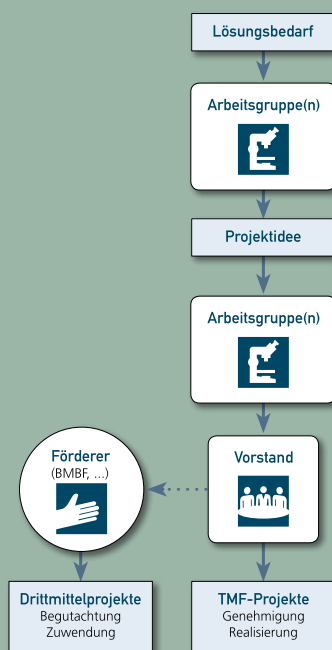 Lösungsbedarf
Arbeitsgruppe(n)
Projektidee
Arbeitsgruppe(n)
Förderer
(BMBF, ...)
Vorstand
Drittmittelprojekte
Begutachtung
Zuwendung
TMF-Projekte
Genehmigung
Realisierung